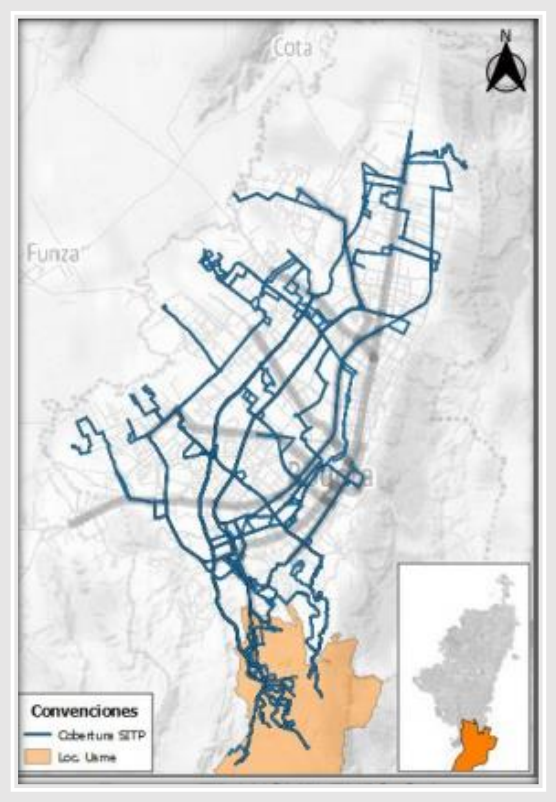 Cota
N
Funza
Convenciones
Cobertura SITP
Loc. Usme